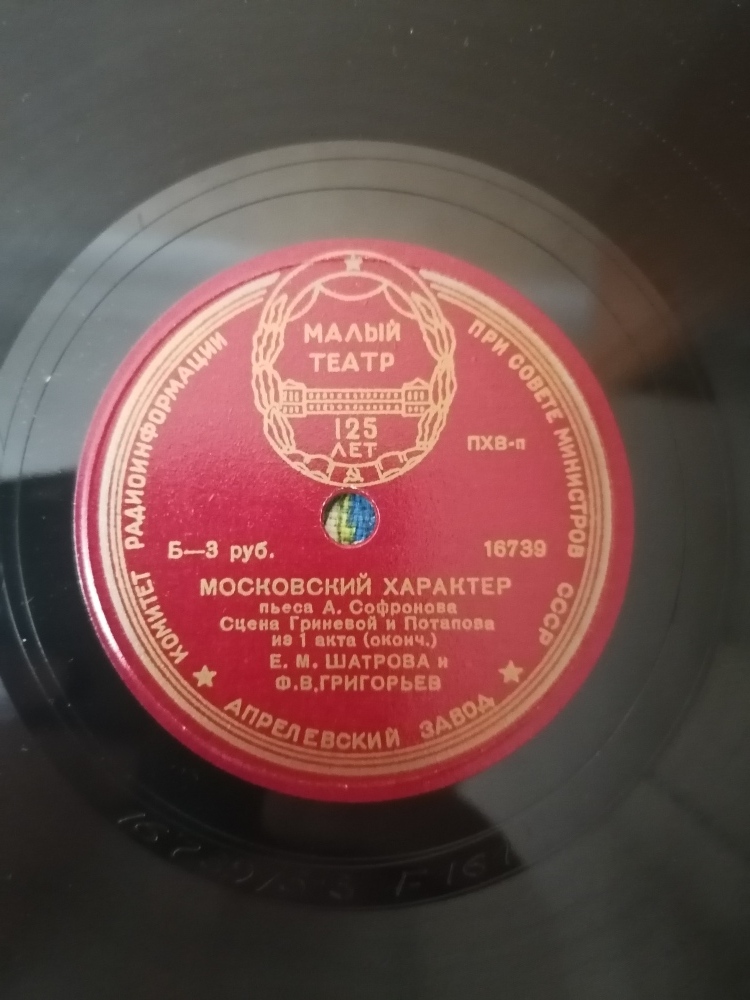 МАЛЫЙ
ТЕАТР
125
ЛЕТ
КОМИТЕТ РАДИОИНФОРМАЦИИ
ПРИ СОВЕТЕ МИНИСТРОВ СССР
ПХВ-п
Б—3 руб.
16739
МОСКОВСКИЙ ХАРАКТЕР
пьеса А. Софронова
Сцена Гриневой и Потапова
из 1 акта (оконч.)
Е. М. ШАТРОВА и
Ф.В.ГРИГОРЬЕВ
АПРЕЛЕВСКИЙ ЗАВОД